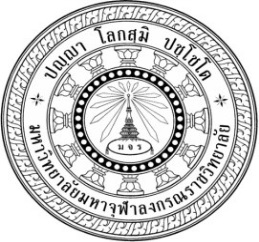 ปญฺญา โลกสฺมิ ปชฺโชโต
ม จ ร
มหาวิทยาลัยมหาจุฬาลงกรณราชวิทยาลัย